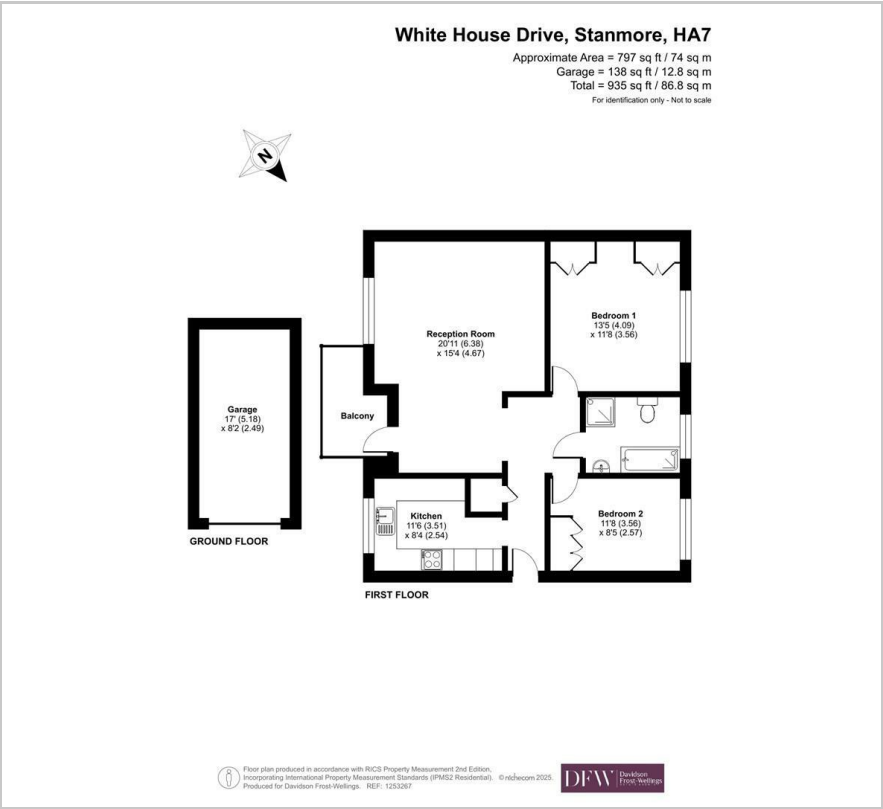 White House Drive, Stanmore, HA7
Approximate Area = 797 sq ft / 74 sq m
Garage = 138 sq ft / 12.8 sq m
Total = 935 sq ft / 86.8 sq m
For identification only - Not to scale
N
Bedroom 1
13'5 (4.09)
x 11'8 (3.56)
Reception Room
20'11 (6.38)
x 15'4 (4.67)
Garage
17' (5.18)
x 8'2 (2.49)
Balcony
Kitchen
11'6 (3.51)
x 8'4 (2.54)
Bedroom 2
11'8 (3.56)
x 8'5 (2.57)
GROUND FLOOR
FIRST FLOOR
Floor plan produced in accordance with RICS Property Measurement 2nd Edition,
Incorporating International Property Measurement Standards (IPMS2 Residential). © nichecom 2025.
Produced for Davidson Frost-Wellings. REF: 1253267
DFW
Davidson
Frost-Wellings